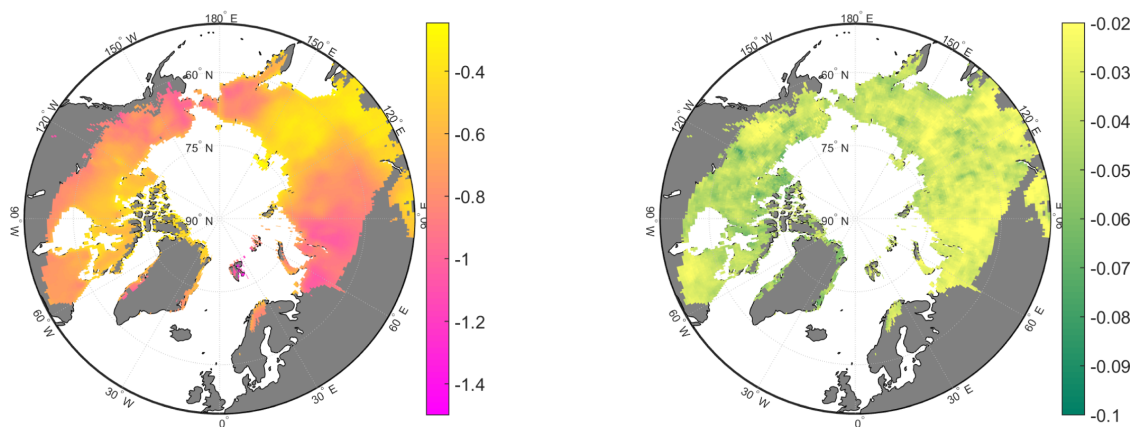 180° E
150° W
150° E
60° N
120° W
120° E
75° N
90° W
90° N
90° E
60° W
60° E
30° W
30° E
0°
-0.4
-0.6
-0.8
-1
-1.2
-1.4
180° E
150° W
150° E
60° N
120° W
120° E
75° N
90° W
90° N
90° E
60° W
60° E
30° W
30° E
0°
-0.02
-0.03
-0.04
-0.05
-0.06
-0.07
-0.08
-0.09
-0.1